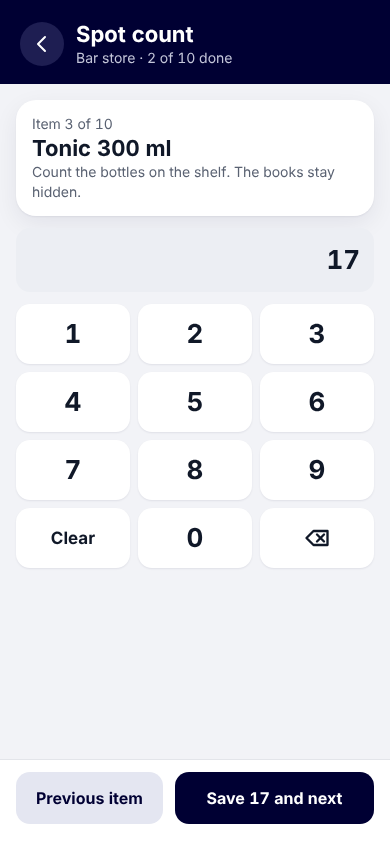 Spot count
Bar store · 2 of 10 done
Item 3 of 10
Tonic 300 ml
Count the bottles on the shelf. The books stay
hidden.
17
1 2 3
4 5 6
7 8 9
Clear 0
Previous item Save 17 and next